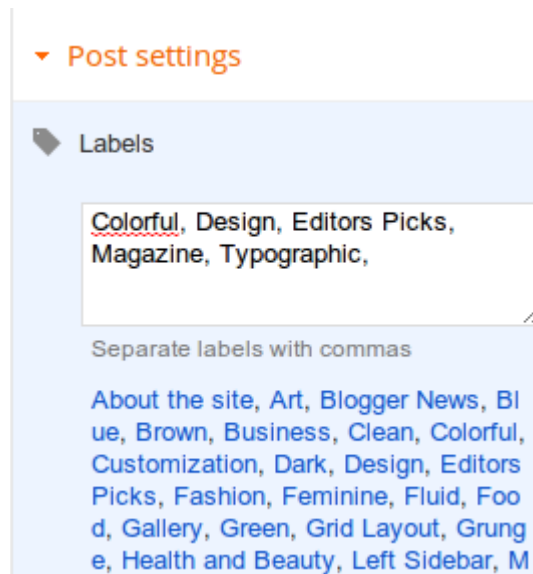 Post settings
Labels
Colorful, Design, Editors Picks,
Magazine, Typographic,
Separate labels with commas
About the site, Art, Blogger News, Bl
ue, Brown, Business, Clean, Colorful,
Customization, Dark, Design, Editors
Picks, Fashion, Feminine, Fluid, Foo
d, Gallery, Green, Grid Layout, Grung
e, Health and Beauty, Left Sidebar, M